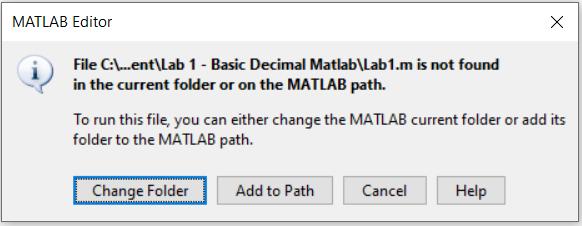 MATLAB Editor
File C:\...ent\Lab 1 - Basic Decimal Matlab\Lab1.m is not found
in the current folder or on the MATLAB path.
To run this file, you can either change the MATLAB current folder or add its
folder to the MATLAB path.
Change Folder
Add to Path
Cancel
Help